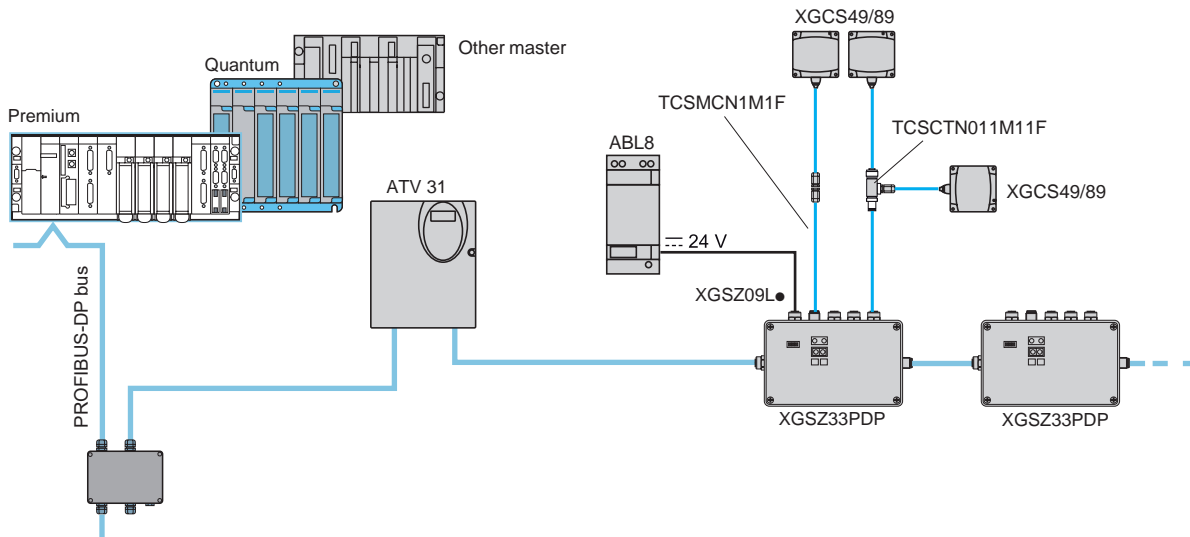 XGCS49/89
Other master
Quantum
Premium
TCSMCN1M1F
TCSCTN011M11F
ABL8
ATV 31
XGCS49/89
24 V
XGSZ09L●
PROFIBUS-DP bus
XGSZ33PDP
XGSZ33PDP